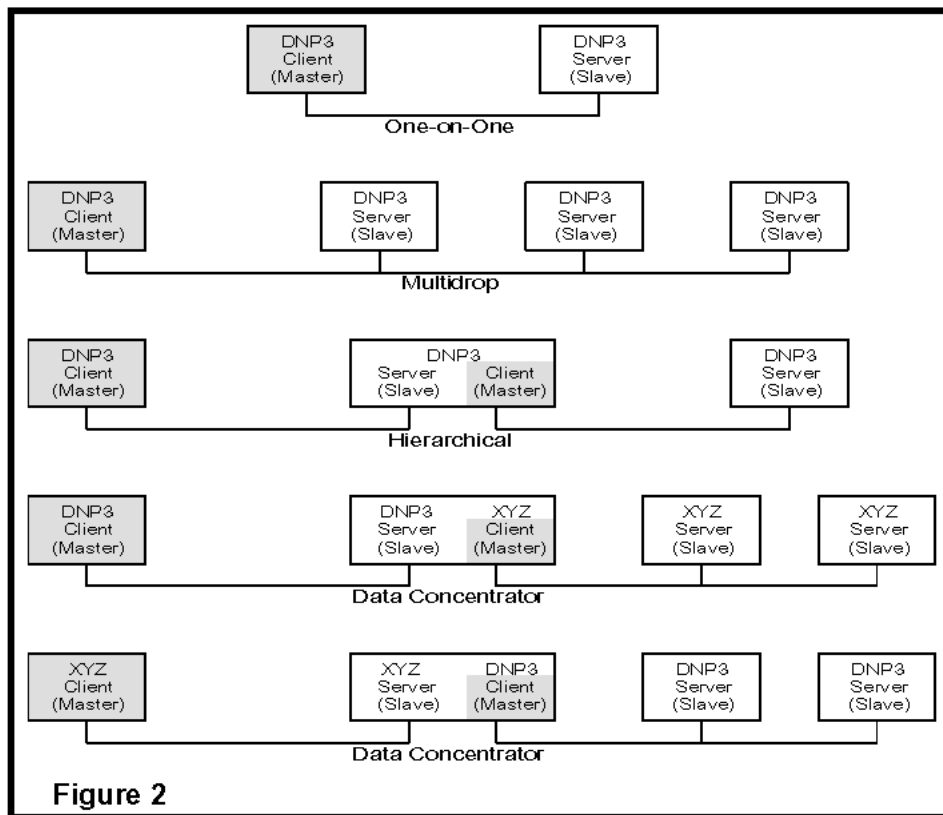 DNP3
Client
(Master)
DNP3
Server
(Slave)
One-on-One
DNP3
Client
(Master)
DNP3
Server
(Slave)
DNP3
Server
(Slave)
DNP3
Server
(Slave)
Multidrop
DNP3
Client
(Master)
DNP3
Server
(Slave)
Client
(Master)
DNP3
Server
(Slave)
Hierarchical
DNP3
Client
(Master)
DNP3
Server
(Slave)
XYZ
Client
(Master)
XYZ
Server
(Slave)
XYZ
Server
(Slave)
Data Concentrator
XYZ
Client
(Master)
XYZ
Server
(Slave)
DNP3
Client
(Master)
DNP3
Server
(Slave)
DNP3
Server
(Slave)
Data Concentrator
Figure 2